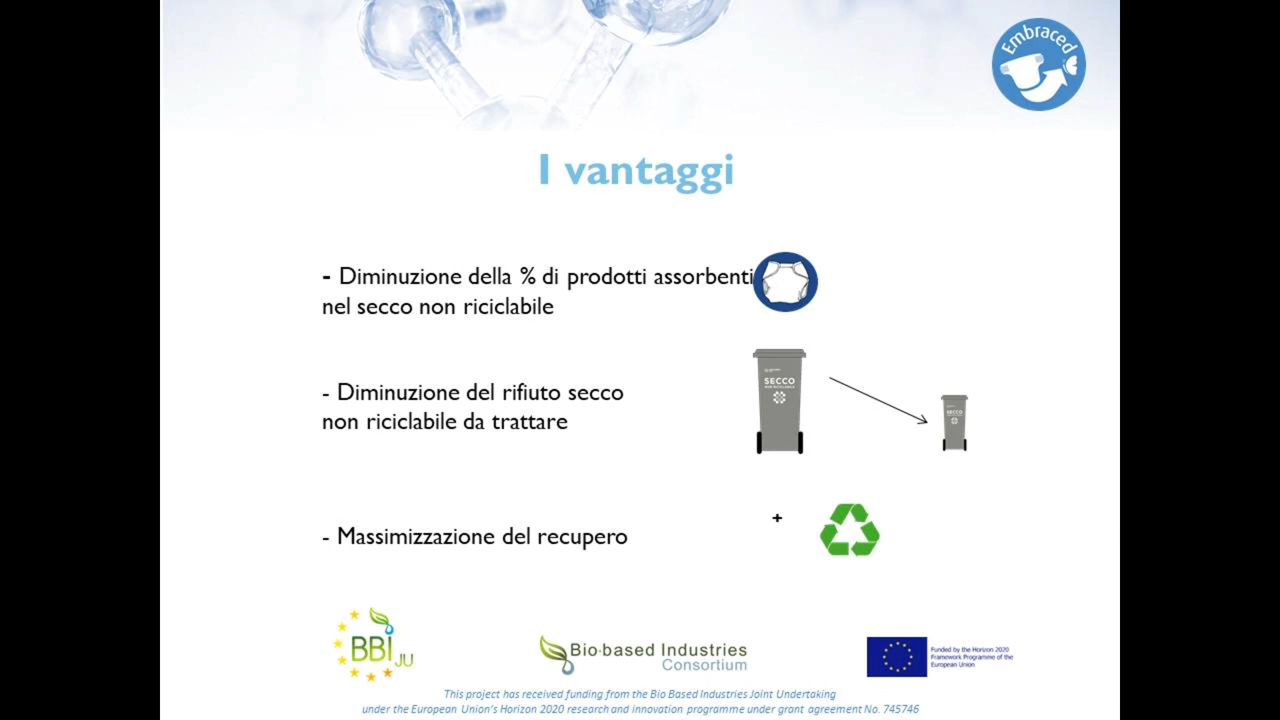 Embraced
I vantaggi
- Diminuzione della % di prodotti assorbenti
nel secco non riciclabile
SECCO
NON RICICLABILE
- Diminuzione del rifiuto secco
non riciclabile da trattare
SECCO
+
- Massimizzazione del recupero
BBI JU
Bio-based Industries
Consortium
Funded by the Horizon 2020
Framework Programme of the
European Union
This project has received funding from the Bio Based Industries Joint Undertaking
under the European Union's Horizon 2020 research and innovation programme under grant agreement No. 745746